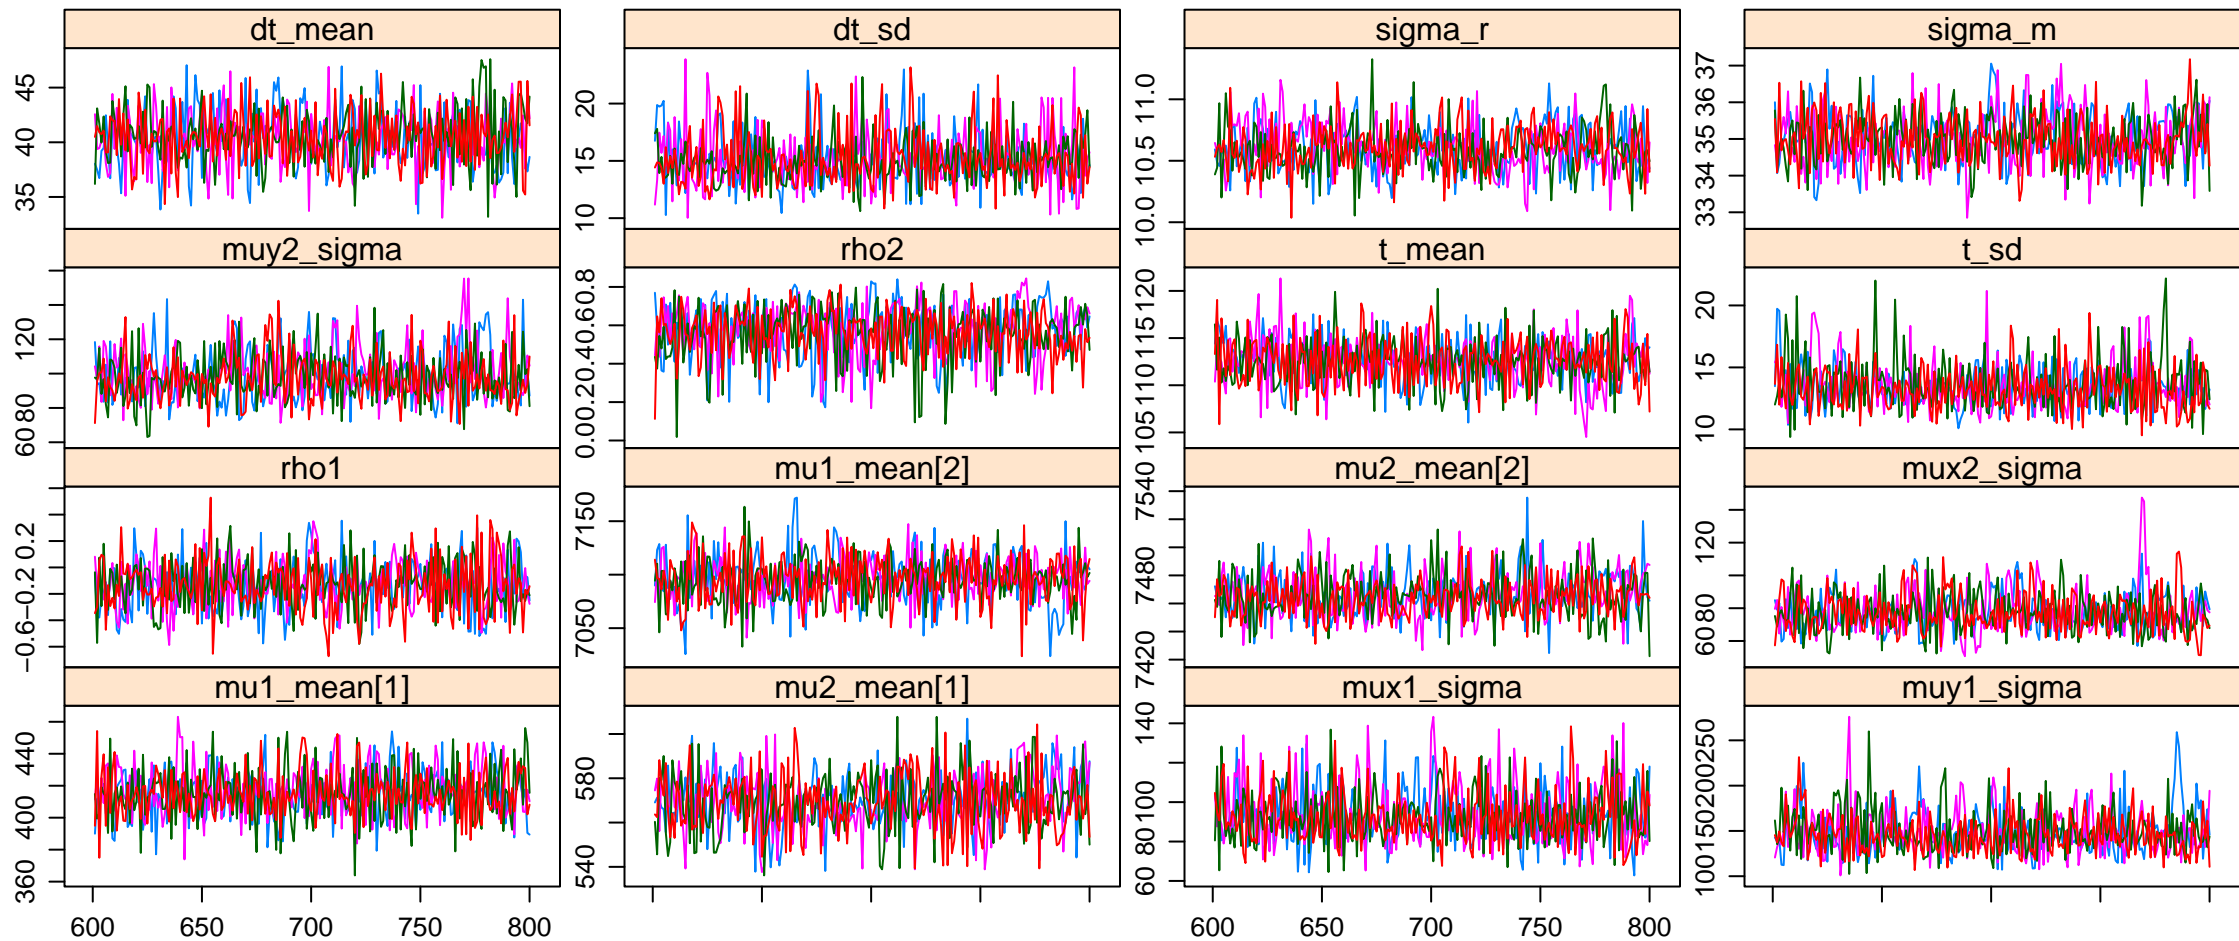 dt_mean
45
40
35
dt_sd
20
15
10
sigma_r
11.0
10.5
10.0
sigma_m
37
36
35
34
33
muy2_sigma
120
80
60
rho2
0.8
0.6
0.4
0.2
0.0
t_mean
120
115
110
105
t_sd
20
15
10
rho1
0.2
−0.2
−0.6
mu1_mean[2]
7150
7050
mu2_mean[2]
7540
7480
7420
mux2_sigma
120
80
60
mu1_mean[1]
440
400
360
mu2_mean[1]
580
540
mux1_sigma
140
100
80
60
muy1_sigma
250
200
150
100
600 650 700 750 800
600 650 700 750 800